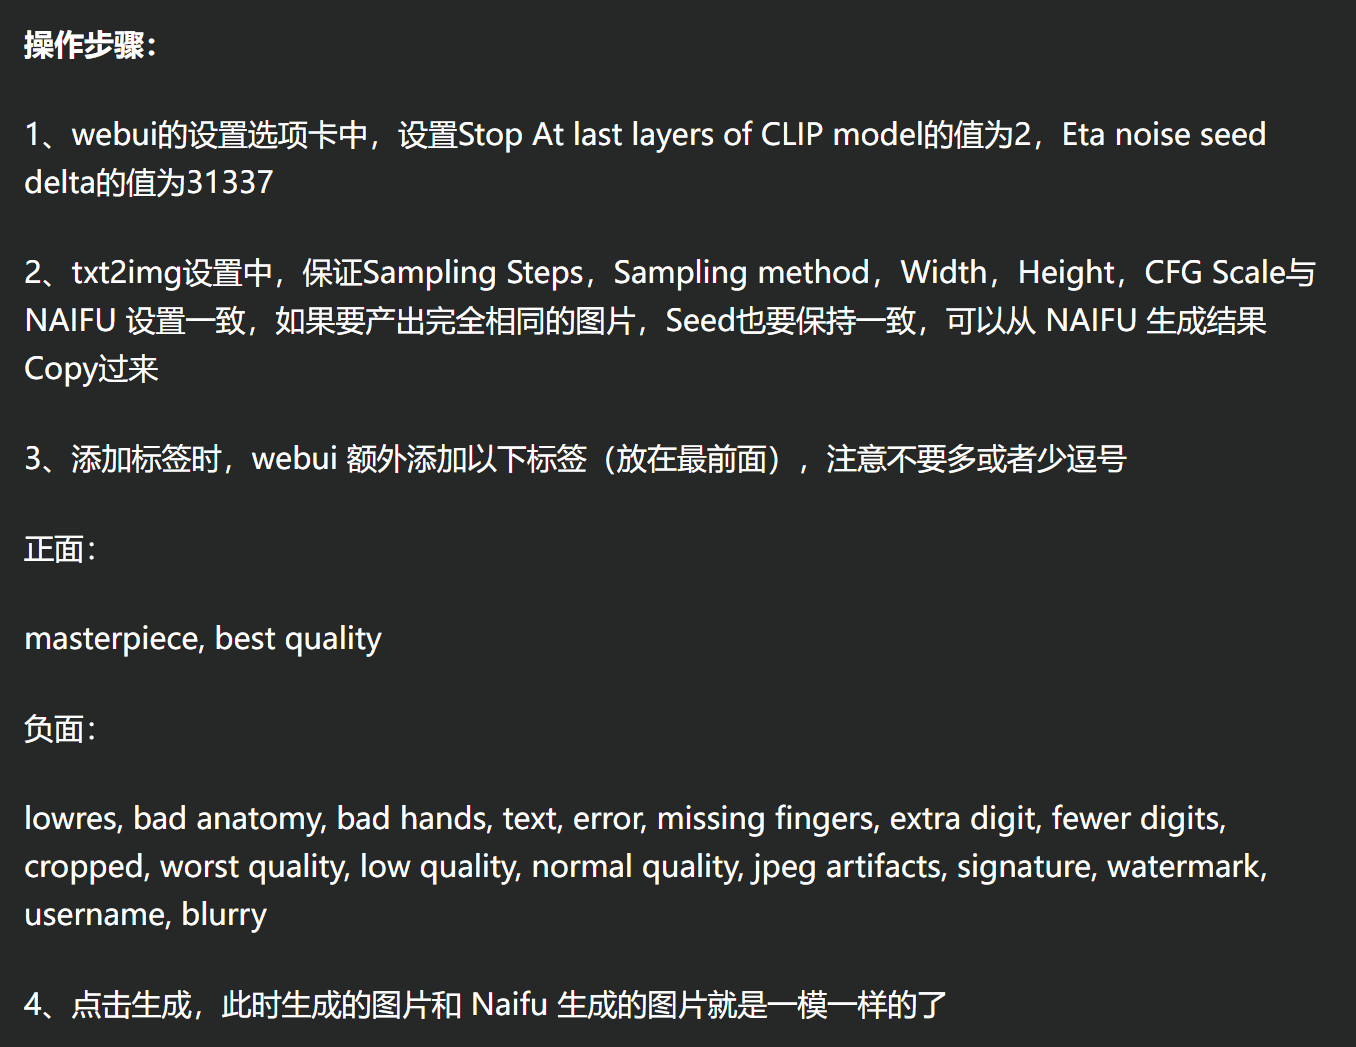 操作步骤：
1、webui的设置选项卡中，设置Stop At last layers of CLIP model的值为2，Eta noise seed
delta的值为31337
2、txt2img设置中，保证Sampling Steps，Sampling method，Width，Height，CFG Scale与
NAIFU 设置一致，如果要产出完全相同的图片，Seed也要保持一致，可以从 NAIFU 生成结果
Copy过来
3、添加标签时，webui 额外添加以下标签（放在最前面），注意不要多或者少逗号
正面：
masterpiece, best quality
负面：
lowres, bad anatomy, bad hands, text, error, missing fingers, extra digit, fewer digits,
cropped, worst quality, low quality, normal quality, jpeg artifacts, signature, watermark,
username, blurry
4、点击生成，此时生成的图片和 Naifu 生成的图片就是一模一样的了